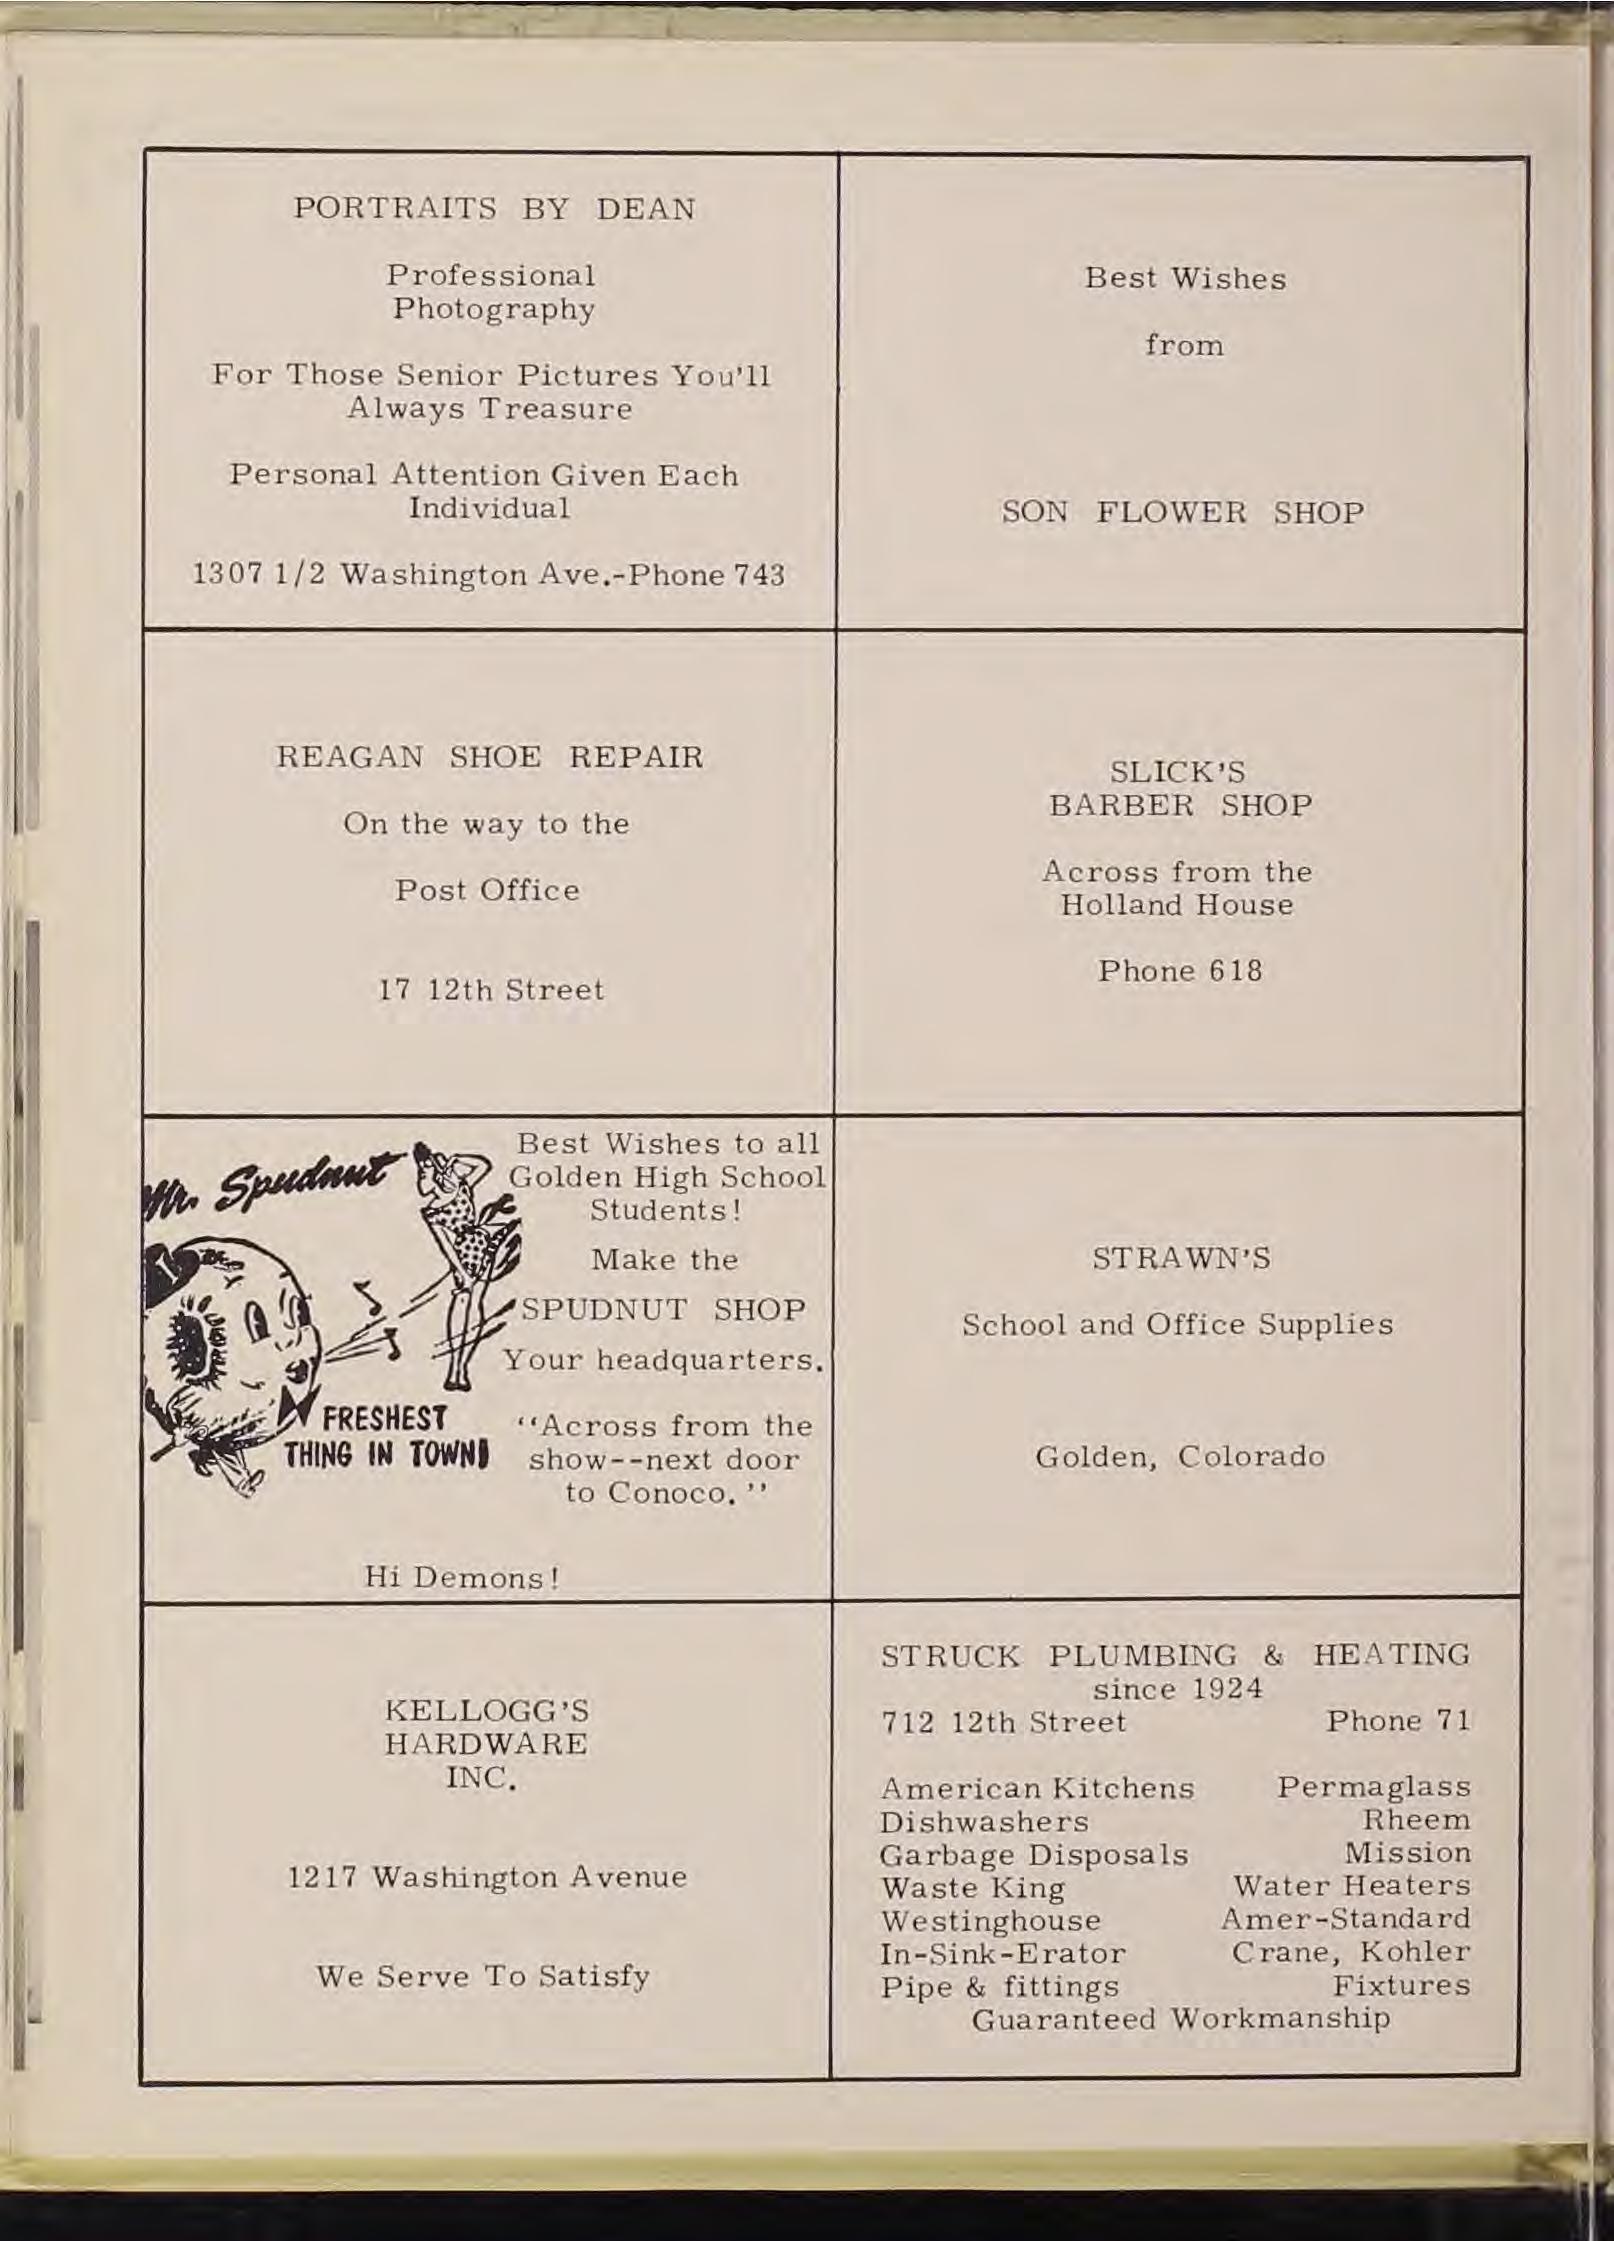 PORTRAITS BY DEAN
Professional
Photography
For Those Senior Pictures You'll
Always Treasure
Personal Attention Given Each
Individual
1307 1/2 Washington Ave.-Phone 743
Best Wishes
from
SON FLOWER SHOP
REAGAN SHOE REPAIR
On the way to the
Post Office
17 12th Street
SLICK'S
BARBER SHOP
Across from the
Holland House
Phone 618
Mr. Spudnut
FRESHEST
THING IN TOWN!
Best Wishes to all
Golden High School
Students!
Make the
SPUDNUT SHOP
Your headquarters.
"Across from the
show--next door
to Conoco."
Hi Demons!
STRAWN'S
School and Office Supplies
Golden, Colorado
KELLOGG'S
HARDWARE
INC.
1217 Washington Avenue
We Serve To Satisfy
STRUCK PLUMBING & HEATING
since 1924
712 12th Street Phone 71
American Kitchens Permaglass
Dishwashers Rheem
Garbage Disposals Mission
Waste King Water Heaters
Westinghouse Amer-Standard
In-Sink-Erator Crane, Kohler
Pipe & fittings Fixtures
Guaranteed Workmanship